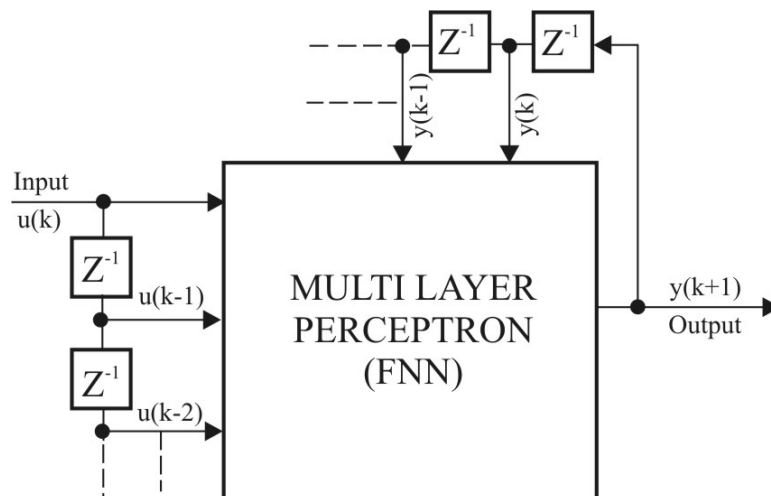 Z⁻¹ Z⁻¹
y(k-1)
y(k)
Input
u(k)
Z⁻¹
u(k-1)
Z⁻¹
u(k-2)
MULTI LAYER
PERCEPTRON
(FNN)
y(k+1)
Output